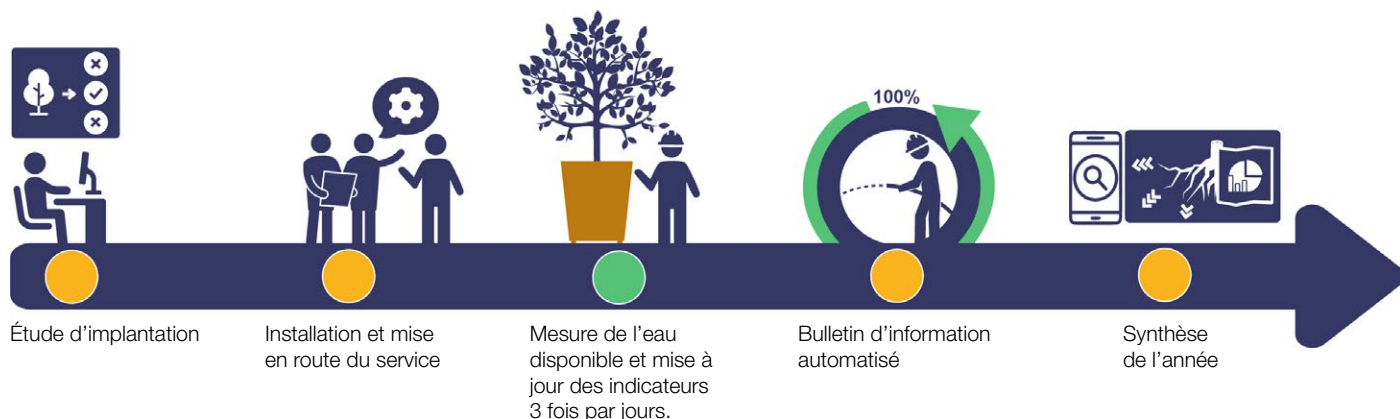 100%
Étude d’implantation
Installation et mise
en route du service
Mesure de l’eau
disponible et mise à
jour des indicateurs
3 fois par jours.
Bulletin d’information
automatisé
Synthèse
de l’année